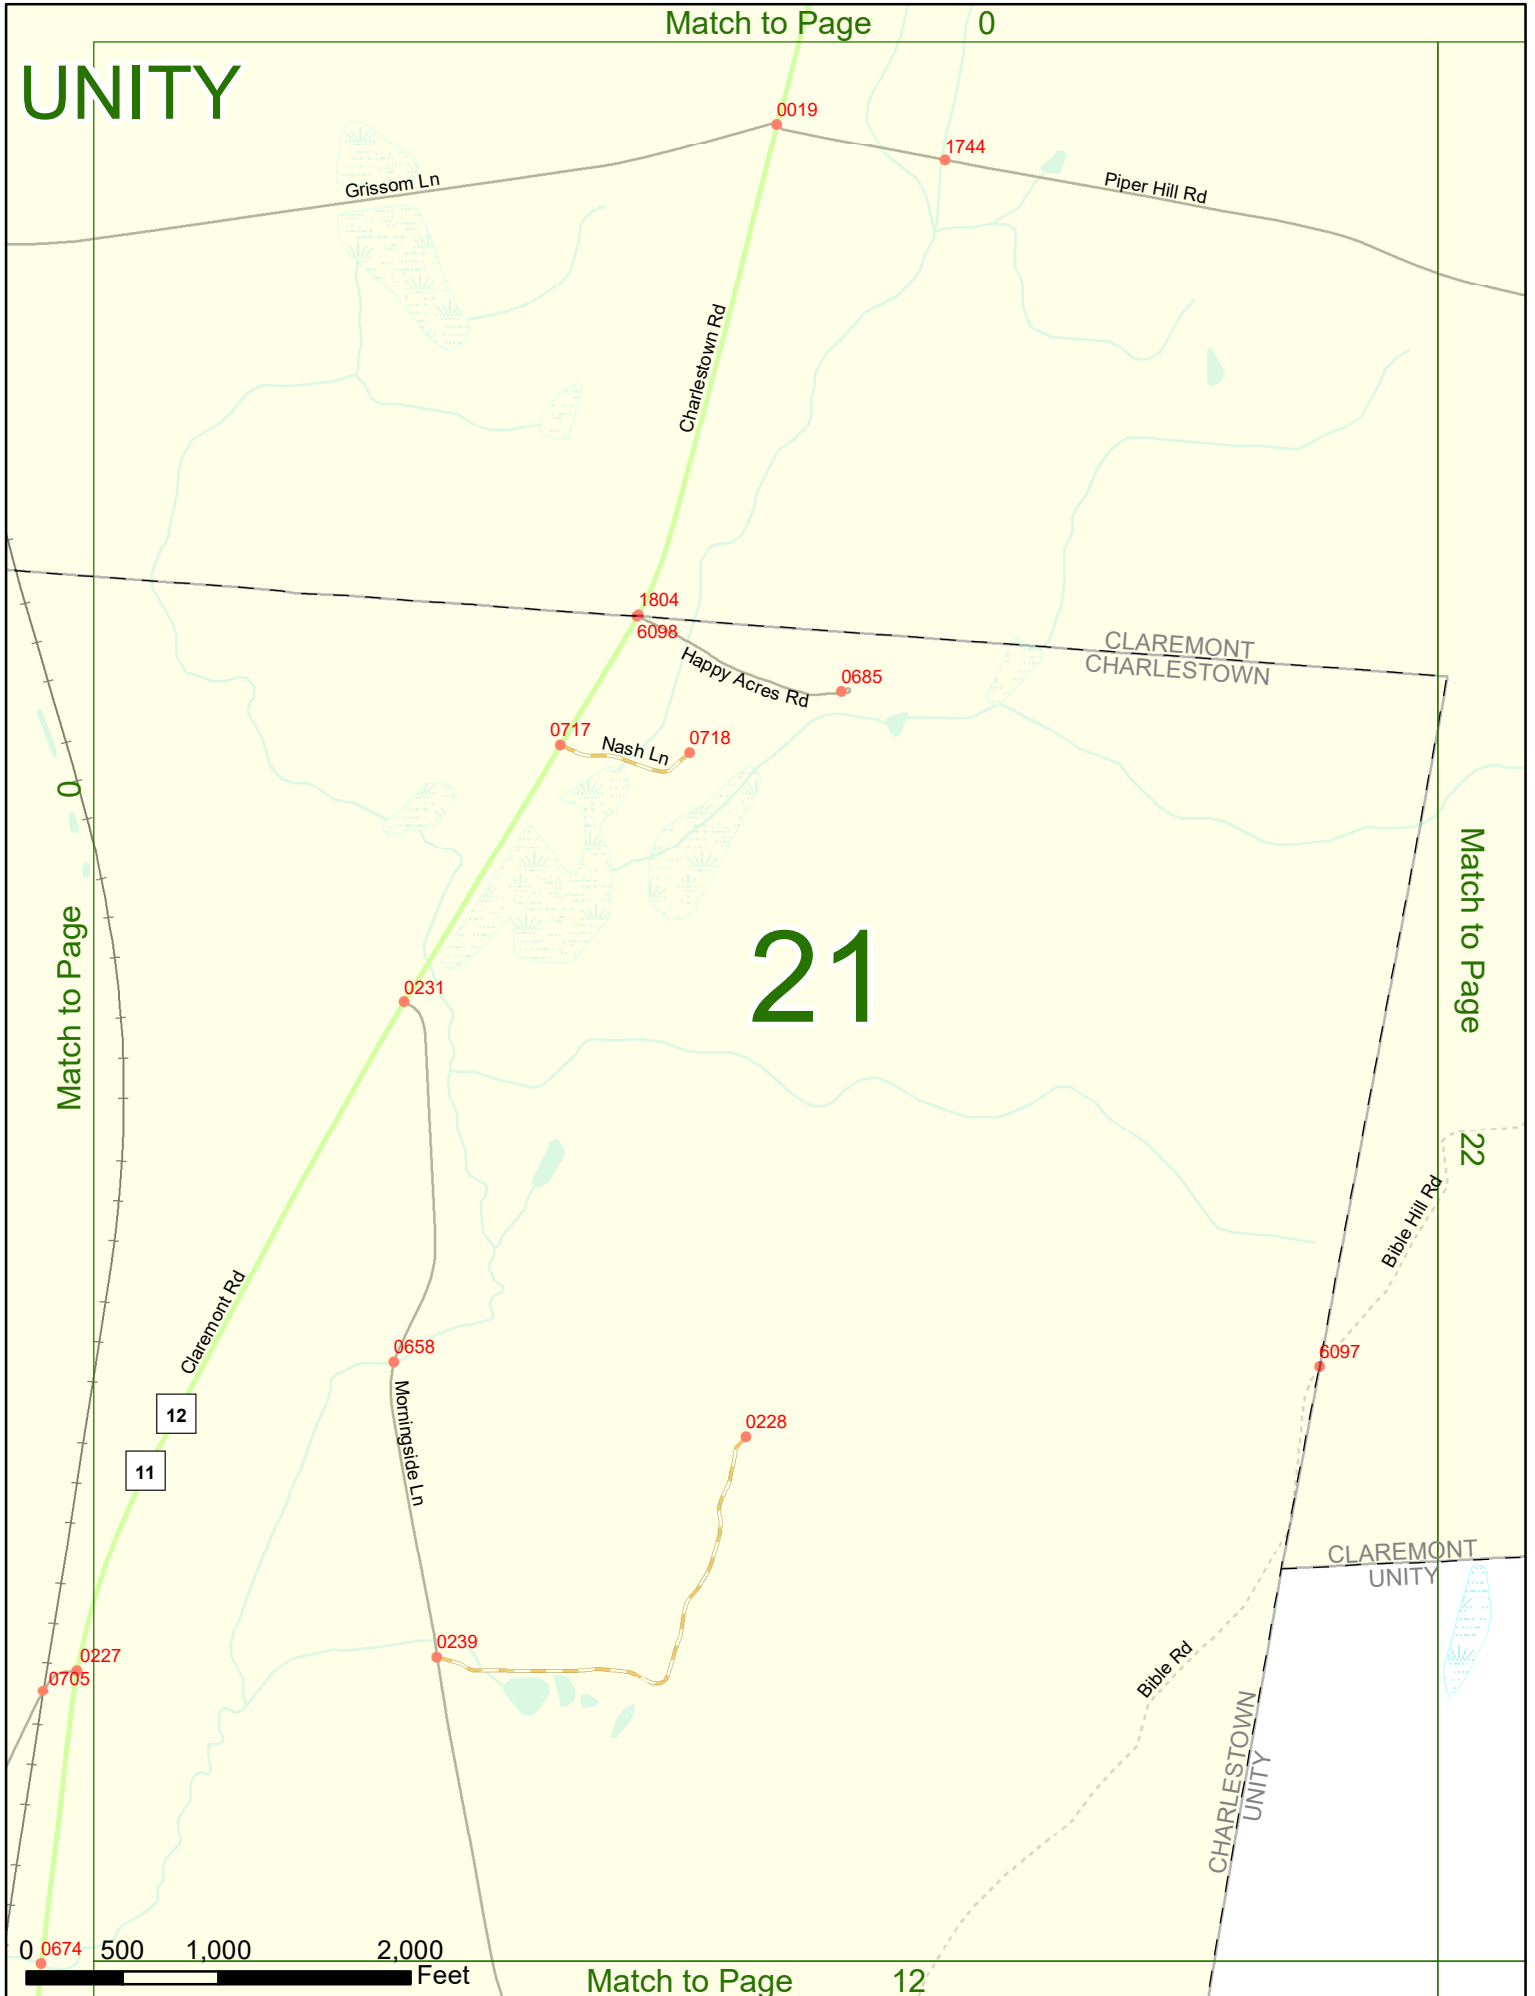 Match to Page 0
UNITY
0019
1744
Grissom Ln
Piper Hill Rd
Charlestown Rd
1804
6098
CLAREMONT
CHARLESTOWN
Happy Acres Rd
0685
0717
Nash Ln
0718
Match to Page 0
Match to Page 22
21
0231
Bible Hill Rd
Claremont Rd
0658
6097
Morningside Ln
12
0228
11
CLAREMONT
UNITY
0239
0227
0705
Bible Rd
CHARLESTOWN
UNITY
0674
0 500 1,000 2,000
Feet
Match to Page 12